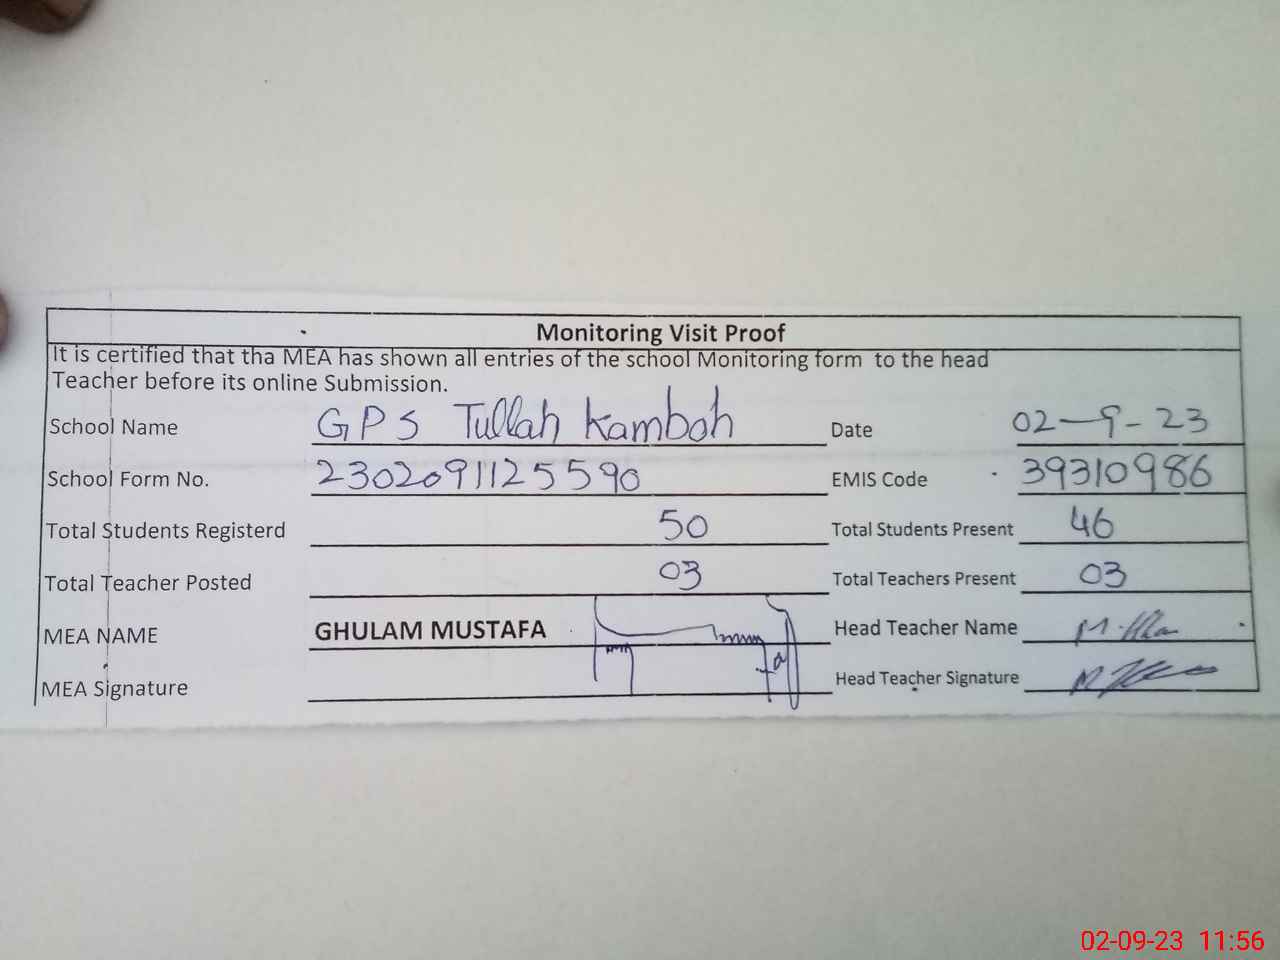 Monitoring Visit Proof
It is certified that tha MEA has shown all entries of the school Monitoring form to the head
Teacher before its online Submission.
School Name GPS Tullah Kamboh Date 02-9-23
School Form No. 2302091125590 EMIS Code 39310986
Total Students Registerd 50 Total Students Present 46
Total Teacher Posted 03 Total Teachers Present 03
MEA NAME GHULAM MUSTAFA Head Teacher Name
MEA Signature Head Teacher Signature
02-09-23 11:56